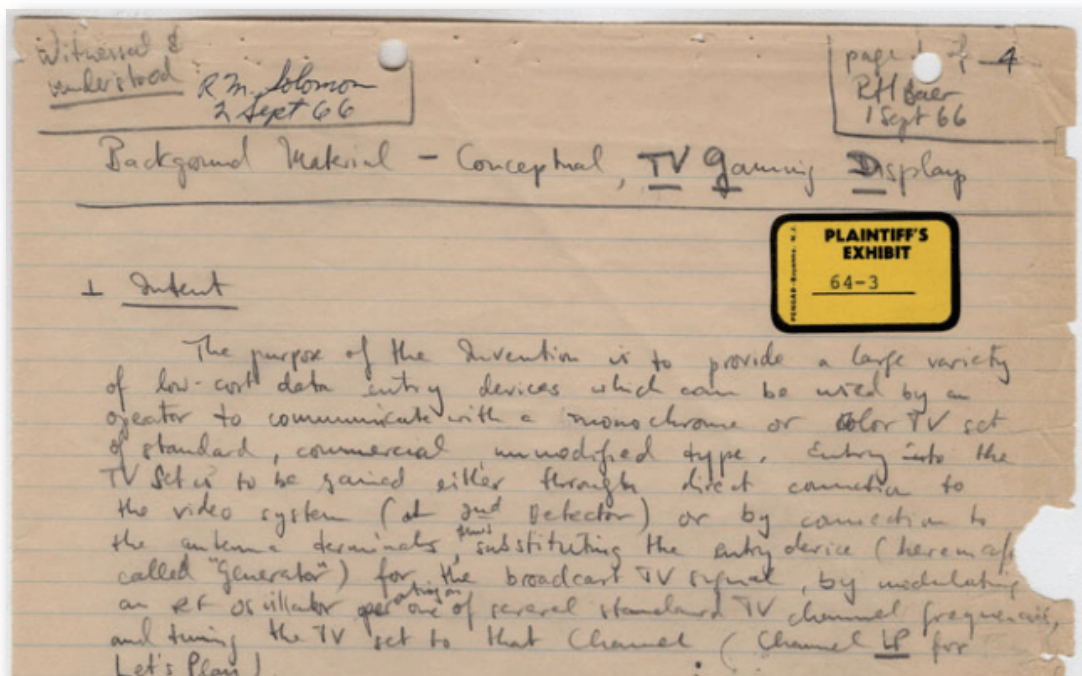 Witnessed &
understood
R M Solomon
2 Sept 66
page 1 of 4
RHBaer
1 Sept 66
Backgound Material - Conceptual, TV Gaming Display
PLAINTIFF'S
EXHIBIT
64-3
1 Intent
The purpose of the Invention is to provide a large variety
of low-cost data entry devices which can be used by an
opeator to communicate with a monochrome or color TV set
of standard, commercial, unmodified type. Entry into the
TV Set is to be gained either through direct connection to
the video system (at 2nd Detector) or by connection to
the antenna terminals, thus substituting the entry device (hereinaf
called "generator") for the broadcast TV signal, by modulating
an RF oscillator operating on one of several standard TV channel frequencies,
and tuning the TV set to that Channel (Channel LP for
Let's Play)